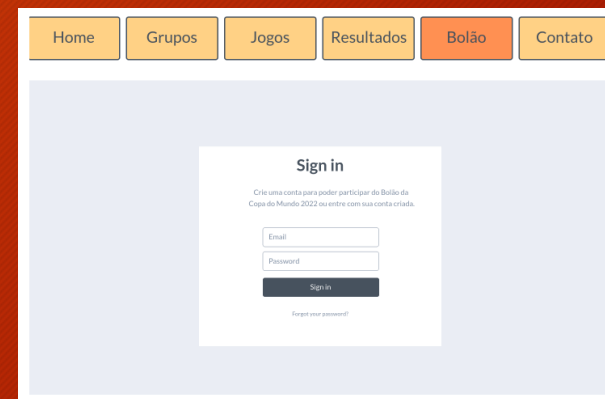 Home Grupos Jogos Resultados Bolão Contato
Sign in
Crie uma conta para poder participar do Bolão da
Copa do Mundo 2022 ou entre com sua conta criada.
Email
Password
Sign in
Forgot your password?